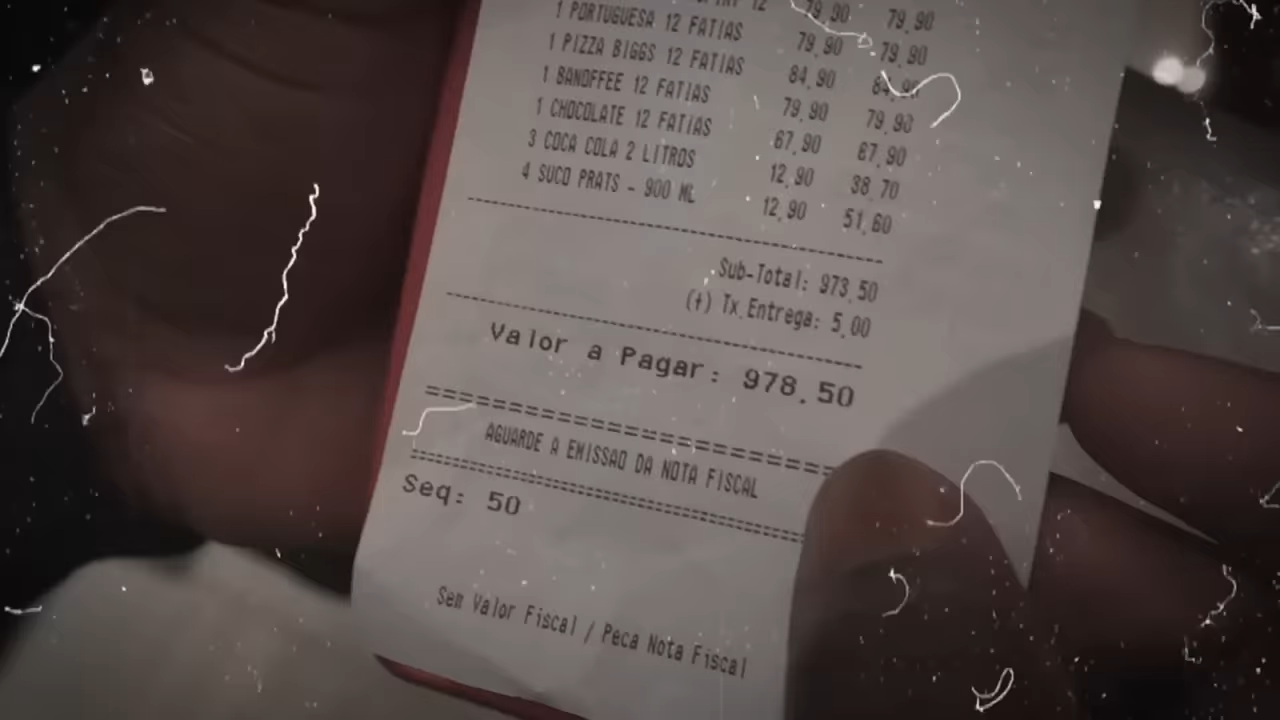 12 79,90 79,90
1 PORTUGUESA 12 FATIAS 79,90 79,90
1 PIZZA BIGGS 12 FATIAS 84,90 84,90
1 BANOFFEE 12 FATIAS 79,90 79,90
1 CHOCOLATE 12 FATIAS 67,90 67,90
3 COCA COLA 2 LITROS 12,90 38,70
4 SUCO PRATS - 900 ML 12,90 51,60
Sub-Total: 973,50
(+) Tx.Entrega: 5,00
Valor a Pagar: 978,50
AGUARDE A EMISSAO DA NOTA FISCAL
Seq: 50
Sem Valor Fiscal / Peca Nota Fiscal